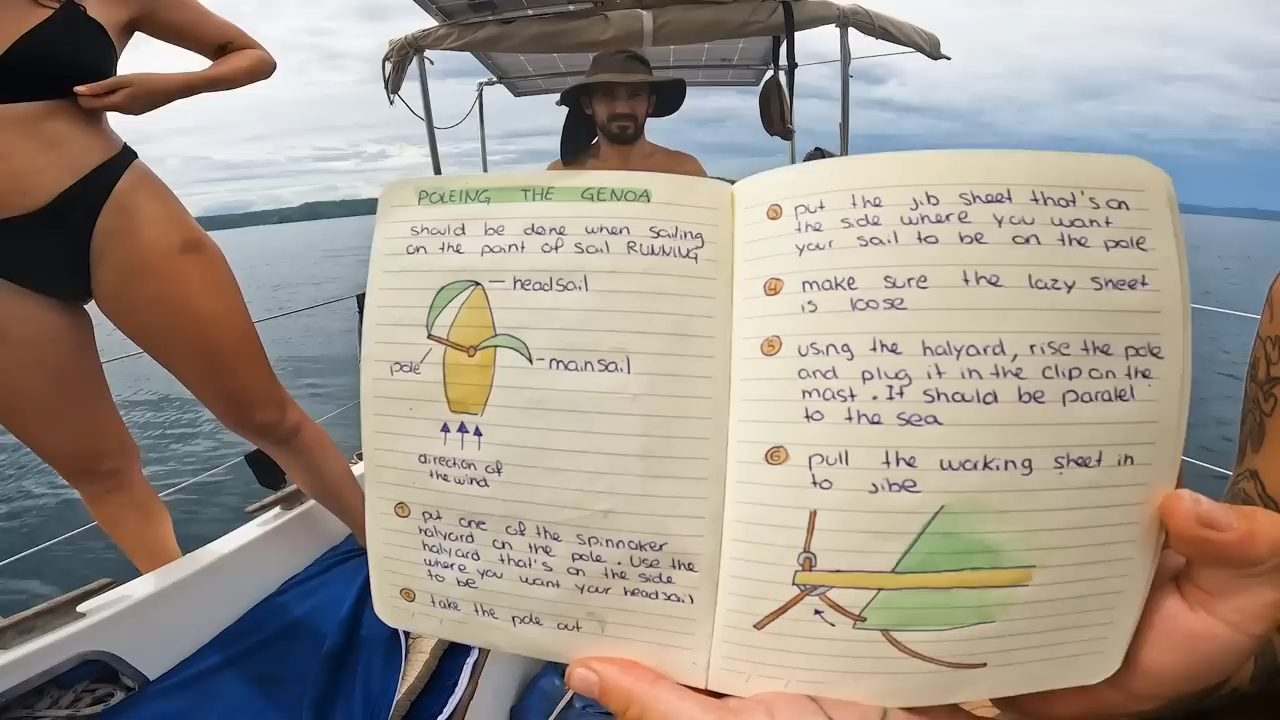 POLEING THE GENOA
should be done when sailing
on the point of sail RUNNING
headsail
pole
mainsail
direction of
the wind
1 put one of the spinnaker
halyard on the pole. Use the
halyard that's on the side
where you want your headsail
to be
2 take the pole out
3 put the jib sheet that's on
the side where you want
your sail to be on the pole
4 make sure the lazy sheet
is loose
5 using the halyard, rise the pole
and plug it in the clip on the
mast. It should be paralel
to the sea
6 pull the working sheet in
to jibe